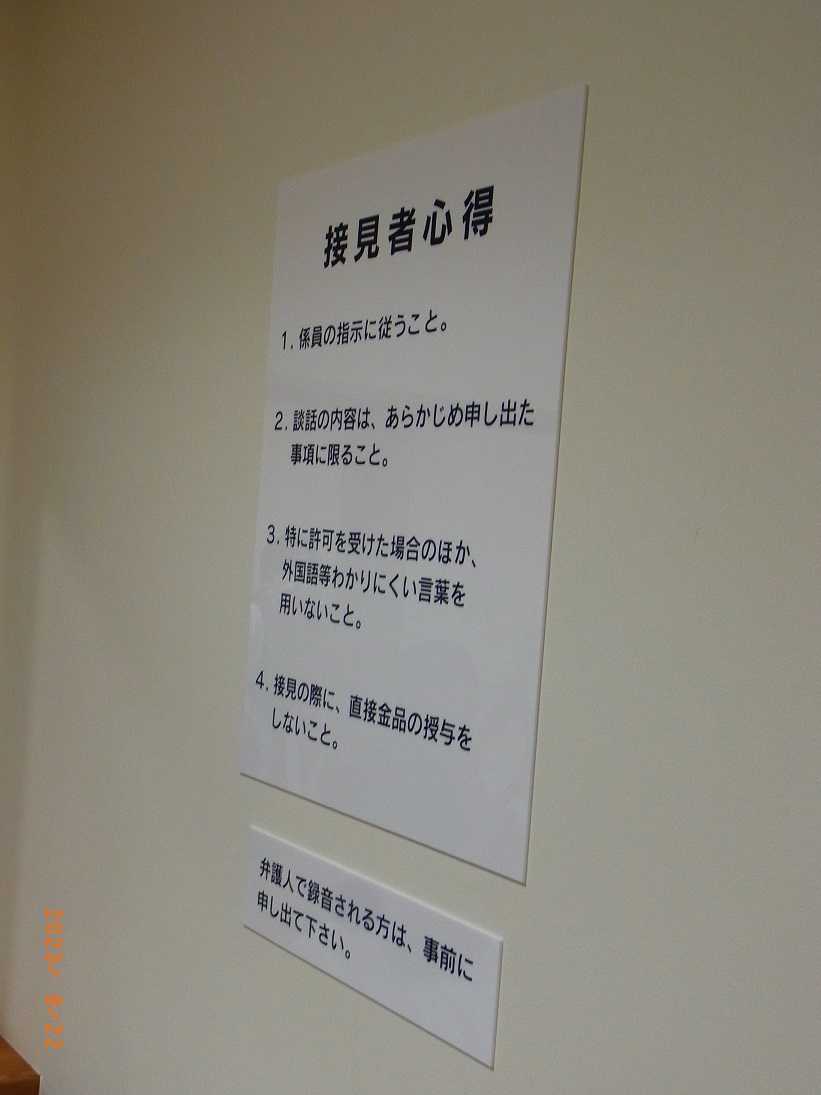 接見者心得
1. 係員の指示に従うこと。
2. 談話の内容は、あらかじめ申し出た
事項に限ること。
3. 特に許可を受けた場合のほか、
外国語等わかりにくい言葉を
用いないこと。
4. 接見の際に、直接金品の授与を
しないこと。
弁護人で録音される方は、事前に
申し出て下さい。
2023/ 8/22